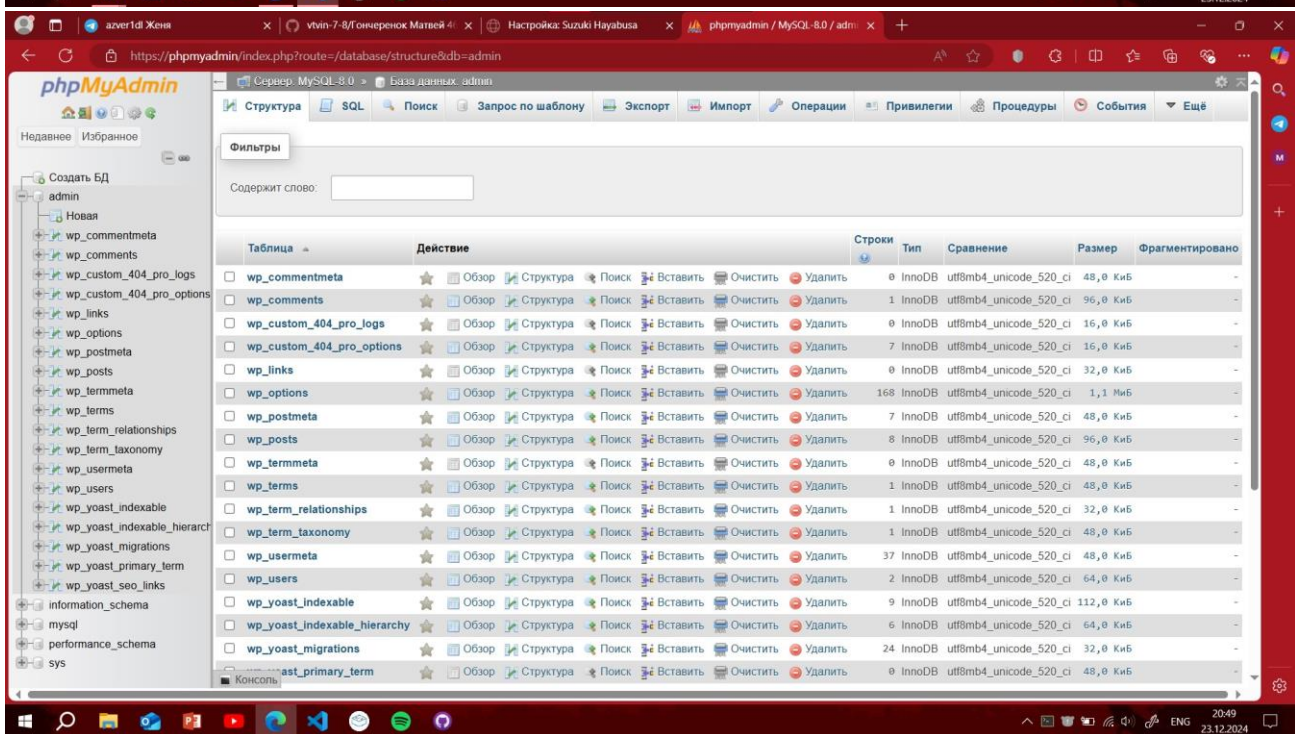 23.12.2024
azver1dl Женя
vtvin-7-8/Гончеренок Матвей 4
Настройка: Suzuki Hayabusa
phpmyadmin / MySQL-8.0 / admi
https://phpmyadmin/index.php?route=/database/structure&db=admin
phpMyAdmin
Недавнее Избранное
Создать БД
admin
Новая
wp_commentmeta
wp_comments
wp_custom_404_pro_logs
wp_custom_404_pro_options
wp_links
wp_options
wp_postmeta
wp_posts
wp_termmeta
wp_terms
wp_term_relationships
wp_term_taxonomy
wp_usermeta
wp_users
wp_yoast_indexable
wp_yoast_indexable_hierarch
wp_yoast_migrations
wp_yoast_primary_term
wp_yoast_seo_links
information_schema
mysql
performance_schema
sys
Сервер: MySQL-8.0 » База данных: admin
Структура SQL Поиск Запрос по шаблону Экспорт Импорт Операции Привилегии Процедуры События Ещё
Фильтры
Содержит слово:
Таблица Действие Строки Тип Сравнение Размер Фрагментировано
wp_commentmeta Обзор Структура Поиск Вставить Очистить Удалить 0 InnoDB utf8mb4_unicode_520_ci 48,0 КиБ -
wp_comments Обзор Структура Поиск Вставить Очистить Удалить 1 InnoDB utf8mb4_unicode_520_ci 96,0 КиБ -
wp_custom_404_pro_logs Обзор Структура Поиск Вставить Очистить Удалить 0 InnoDB utf8mb4_unicode_520_ci 16,0 КиБ -
wp_custom_404_pro_options Обзор Структура Поиск Вставить Очистить Удалить 7 InnoDB utf8mb4_unicode_520_ci 16,0 КиБ -
wp_links Обзор Структура Поиск Вставить Очистить Удалить 0 InnoDB utf8mb4_unicode_520_ci 32,0 КиБ -
wp_options Обзор Структура Поиск Вставить Очистить Удалить 168 InnoDB utf8mb4_unicode_520_ci 1,1 МиБ -
wp_postmeta Обзор Структура Поиск Вставить Очистить Удалить 7 InnoDB utf8mb4_unicode_520_ci 48,0 КиБ -
wp_posts Обзор Структура Поиск Вставить Очистить Удалить 8 InnoDB utf8mb4_unicode_520_ci 96,0 КиБ -
wp_termmeta Обзор Структура Поиск Вставить Очистить Удалить 0 InnoDB utf8mb4_unicode_520_ci 48,0 КиБ -
wp_terms Обзор Структура Поиск Вставить Очистить Удалить 1 InnoDB utf8mb4_unicode_520_ci 48,0 КиБ -
wp_term_relationships Обзор Структура Поиск Вставить Очистить Удалить 1 InnoDB utf8mb4_unicode_520_ci 32,0 КиБ -
wp_term_taxonomy Обзор Структура Поиск Вставить Очистить Удалить 1 InnoDB utf8mb4_unicode_520_ci 48,0 КиБ -
wp_usermeta Обзор Структура Поиск Вставить Очистить Удалить 37 InnoDB utf8mb4_unicode_520_ci 48,0 КиБ -
wp_users Обзор Структура Поиск Вставить Очистить Удалить 2 InnoDB utf8mb4_unicode_520_ci 64,0 КиБ -
wp_yoast_indexable Обзор Структура Поиск Вставить Очистить Удалить 9 InnoDB utf8mb4_unicode_520_ci 112,0 КиБ -
wp_yoast_indexable_hierarchy Обзор Структура Поиск Вставить Очистить Удалить 6 InnoDB utf8mb4_unicode_520_ci 64,0 КиБ -
wp_yoast_migrations Обзор Структура Поиск Вставить Очистить Удалить 24 InnoDB utf8mb4_unicode_520_ci 32,0 КиБ -
ast_primary_term Обзор Структура Поиск Вставить Очистить Удалить 0 InnoDB utf8mb4_unicode_520_ci 48,0 КиБ -
Консоль
ENG
20:49
23.12.2024